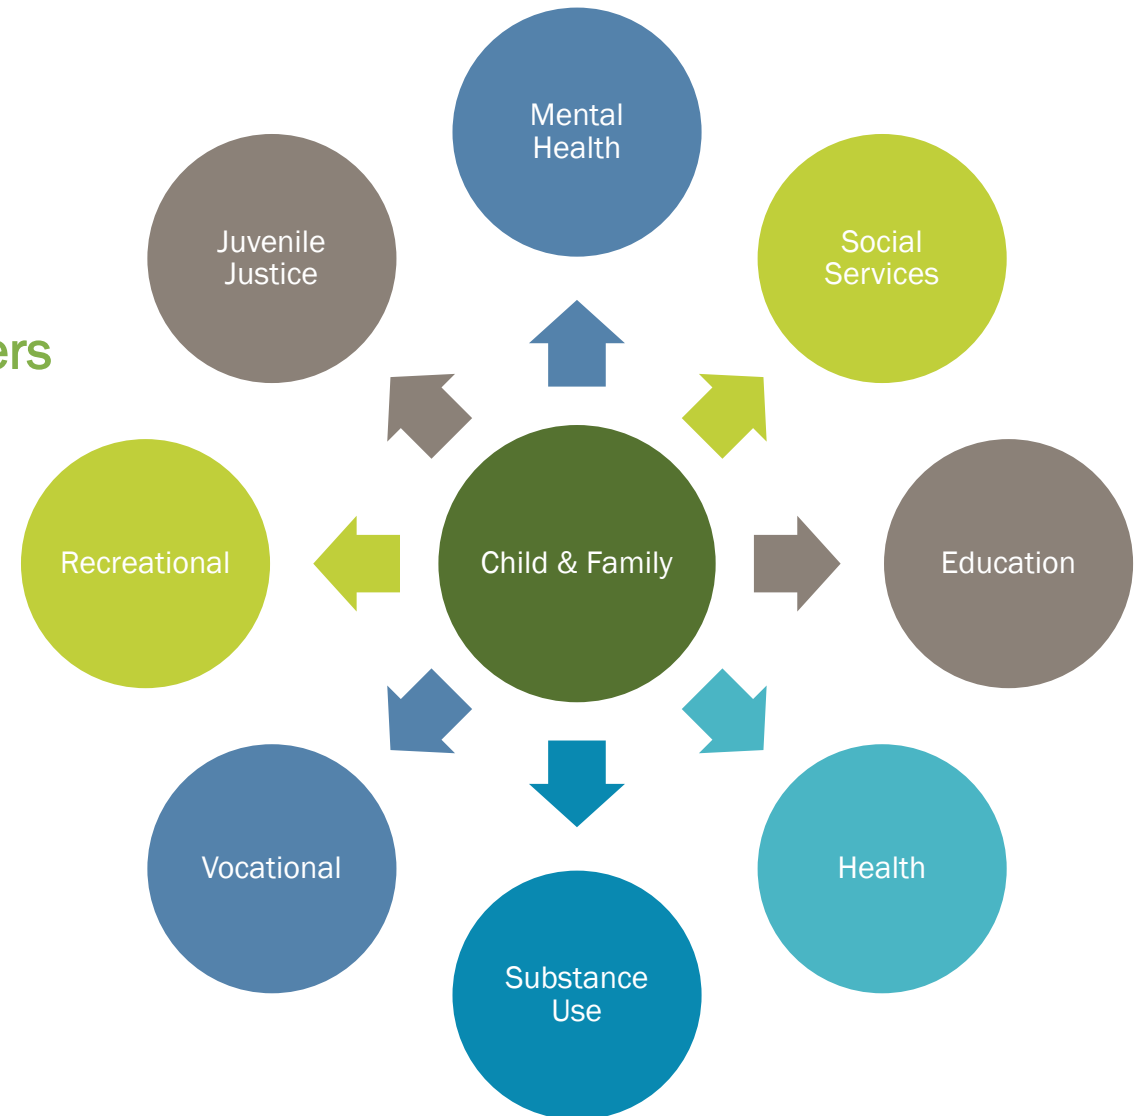 Mental
Health
Juvenile
Justice
Social
Services
ers
Recreational
Child & Family
Education
Vocational
Health
Substance
Use